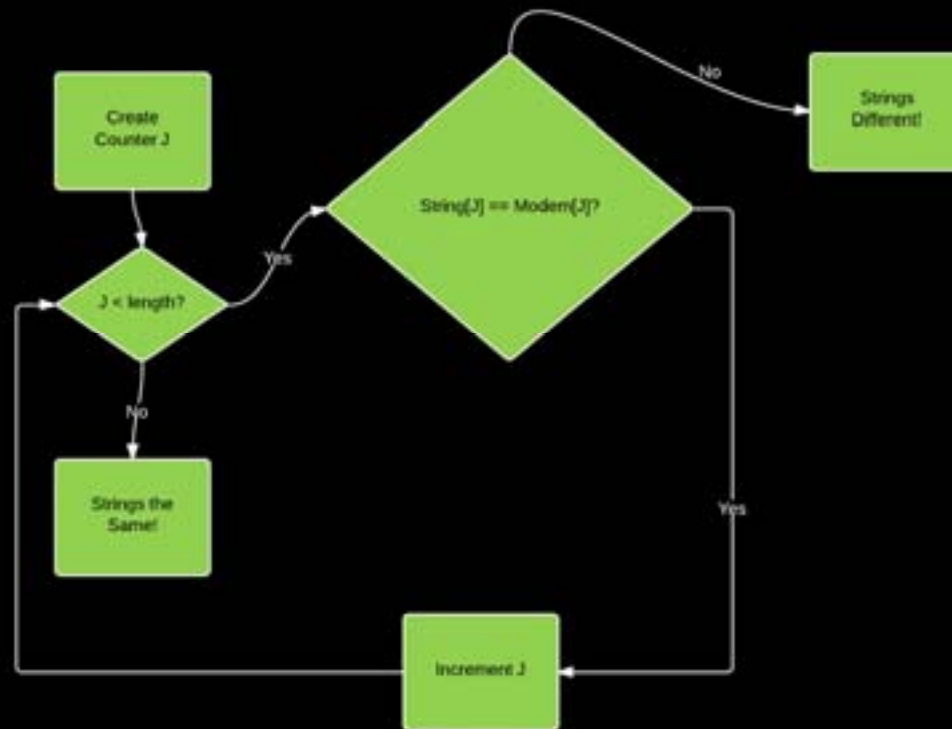 Create
Counter J
J < length?
Yes
No
Strings the
Same!
String[J] == Modem[J]?
No
Strings
Different!
Yes
Increment J